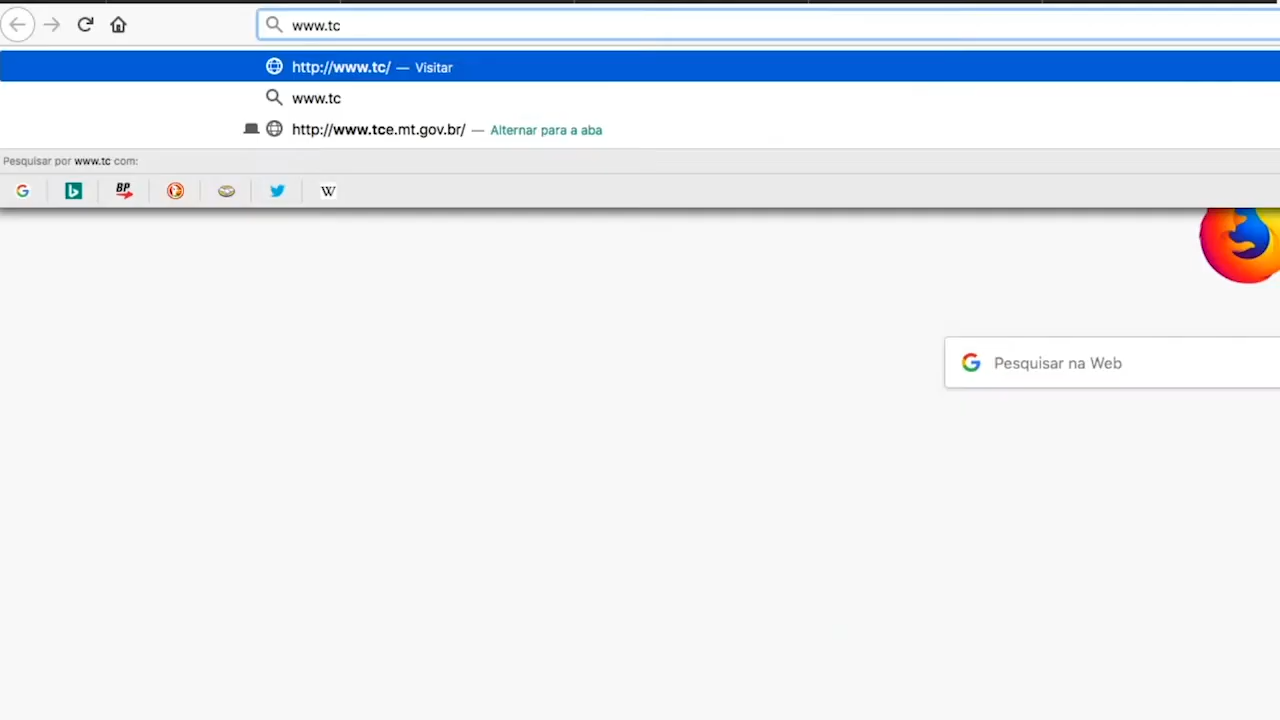 www.tc
http://www.tc/ — Visitar
www.tc
http://www.tce.mt.gov.br/ — Alternar para a aba
Pesquisar por www.tc com:
BP
W
Pesquisar na Web